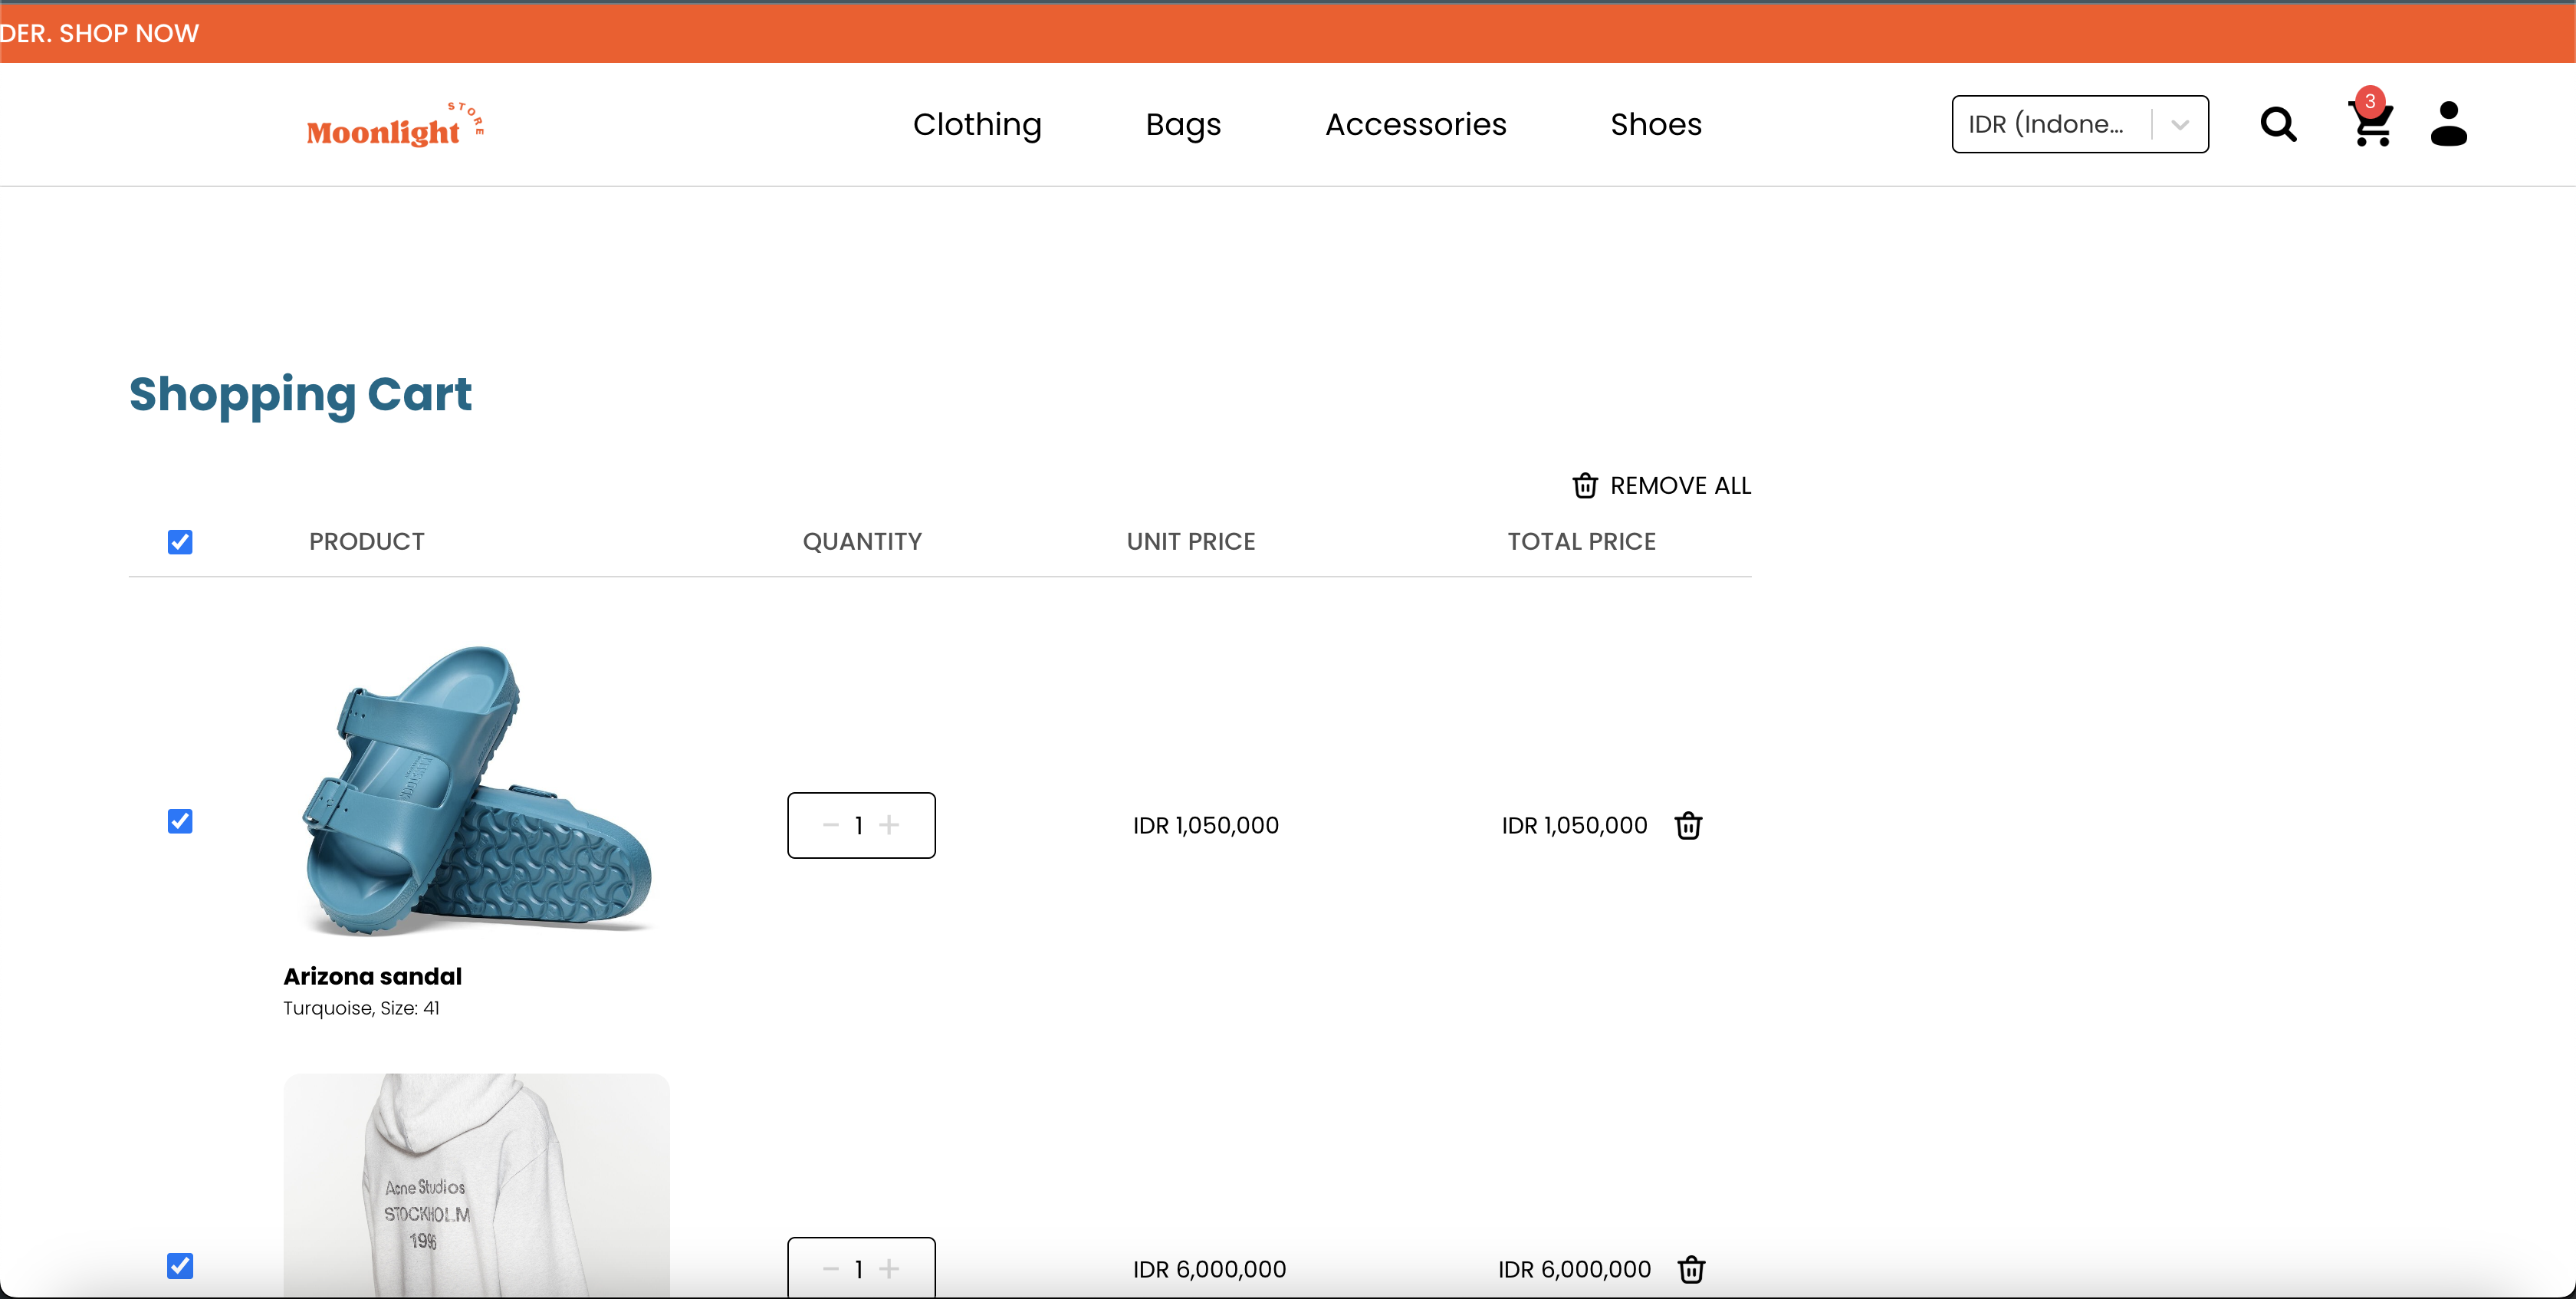 DER. SHOP NOW
Moonlight STORE
Clothing Bags Accessories Shoes IDR (Indone... 3
Shopping Cart
REMOVE ALL
PRODUCT QUANTITY UNIT PRICE TOTAL PRICE
1 IDR 1,050,000 IDR 1,050,000
Arizona sandal
Turquoise, Size: 41
Acne Studios
STOCKHOLM
1996
1 IDR 6,000,000 IDR 6,000,000